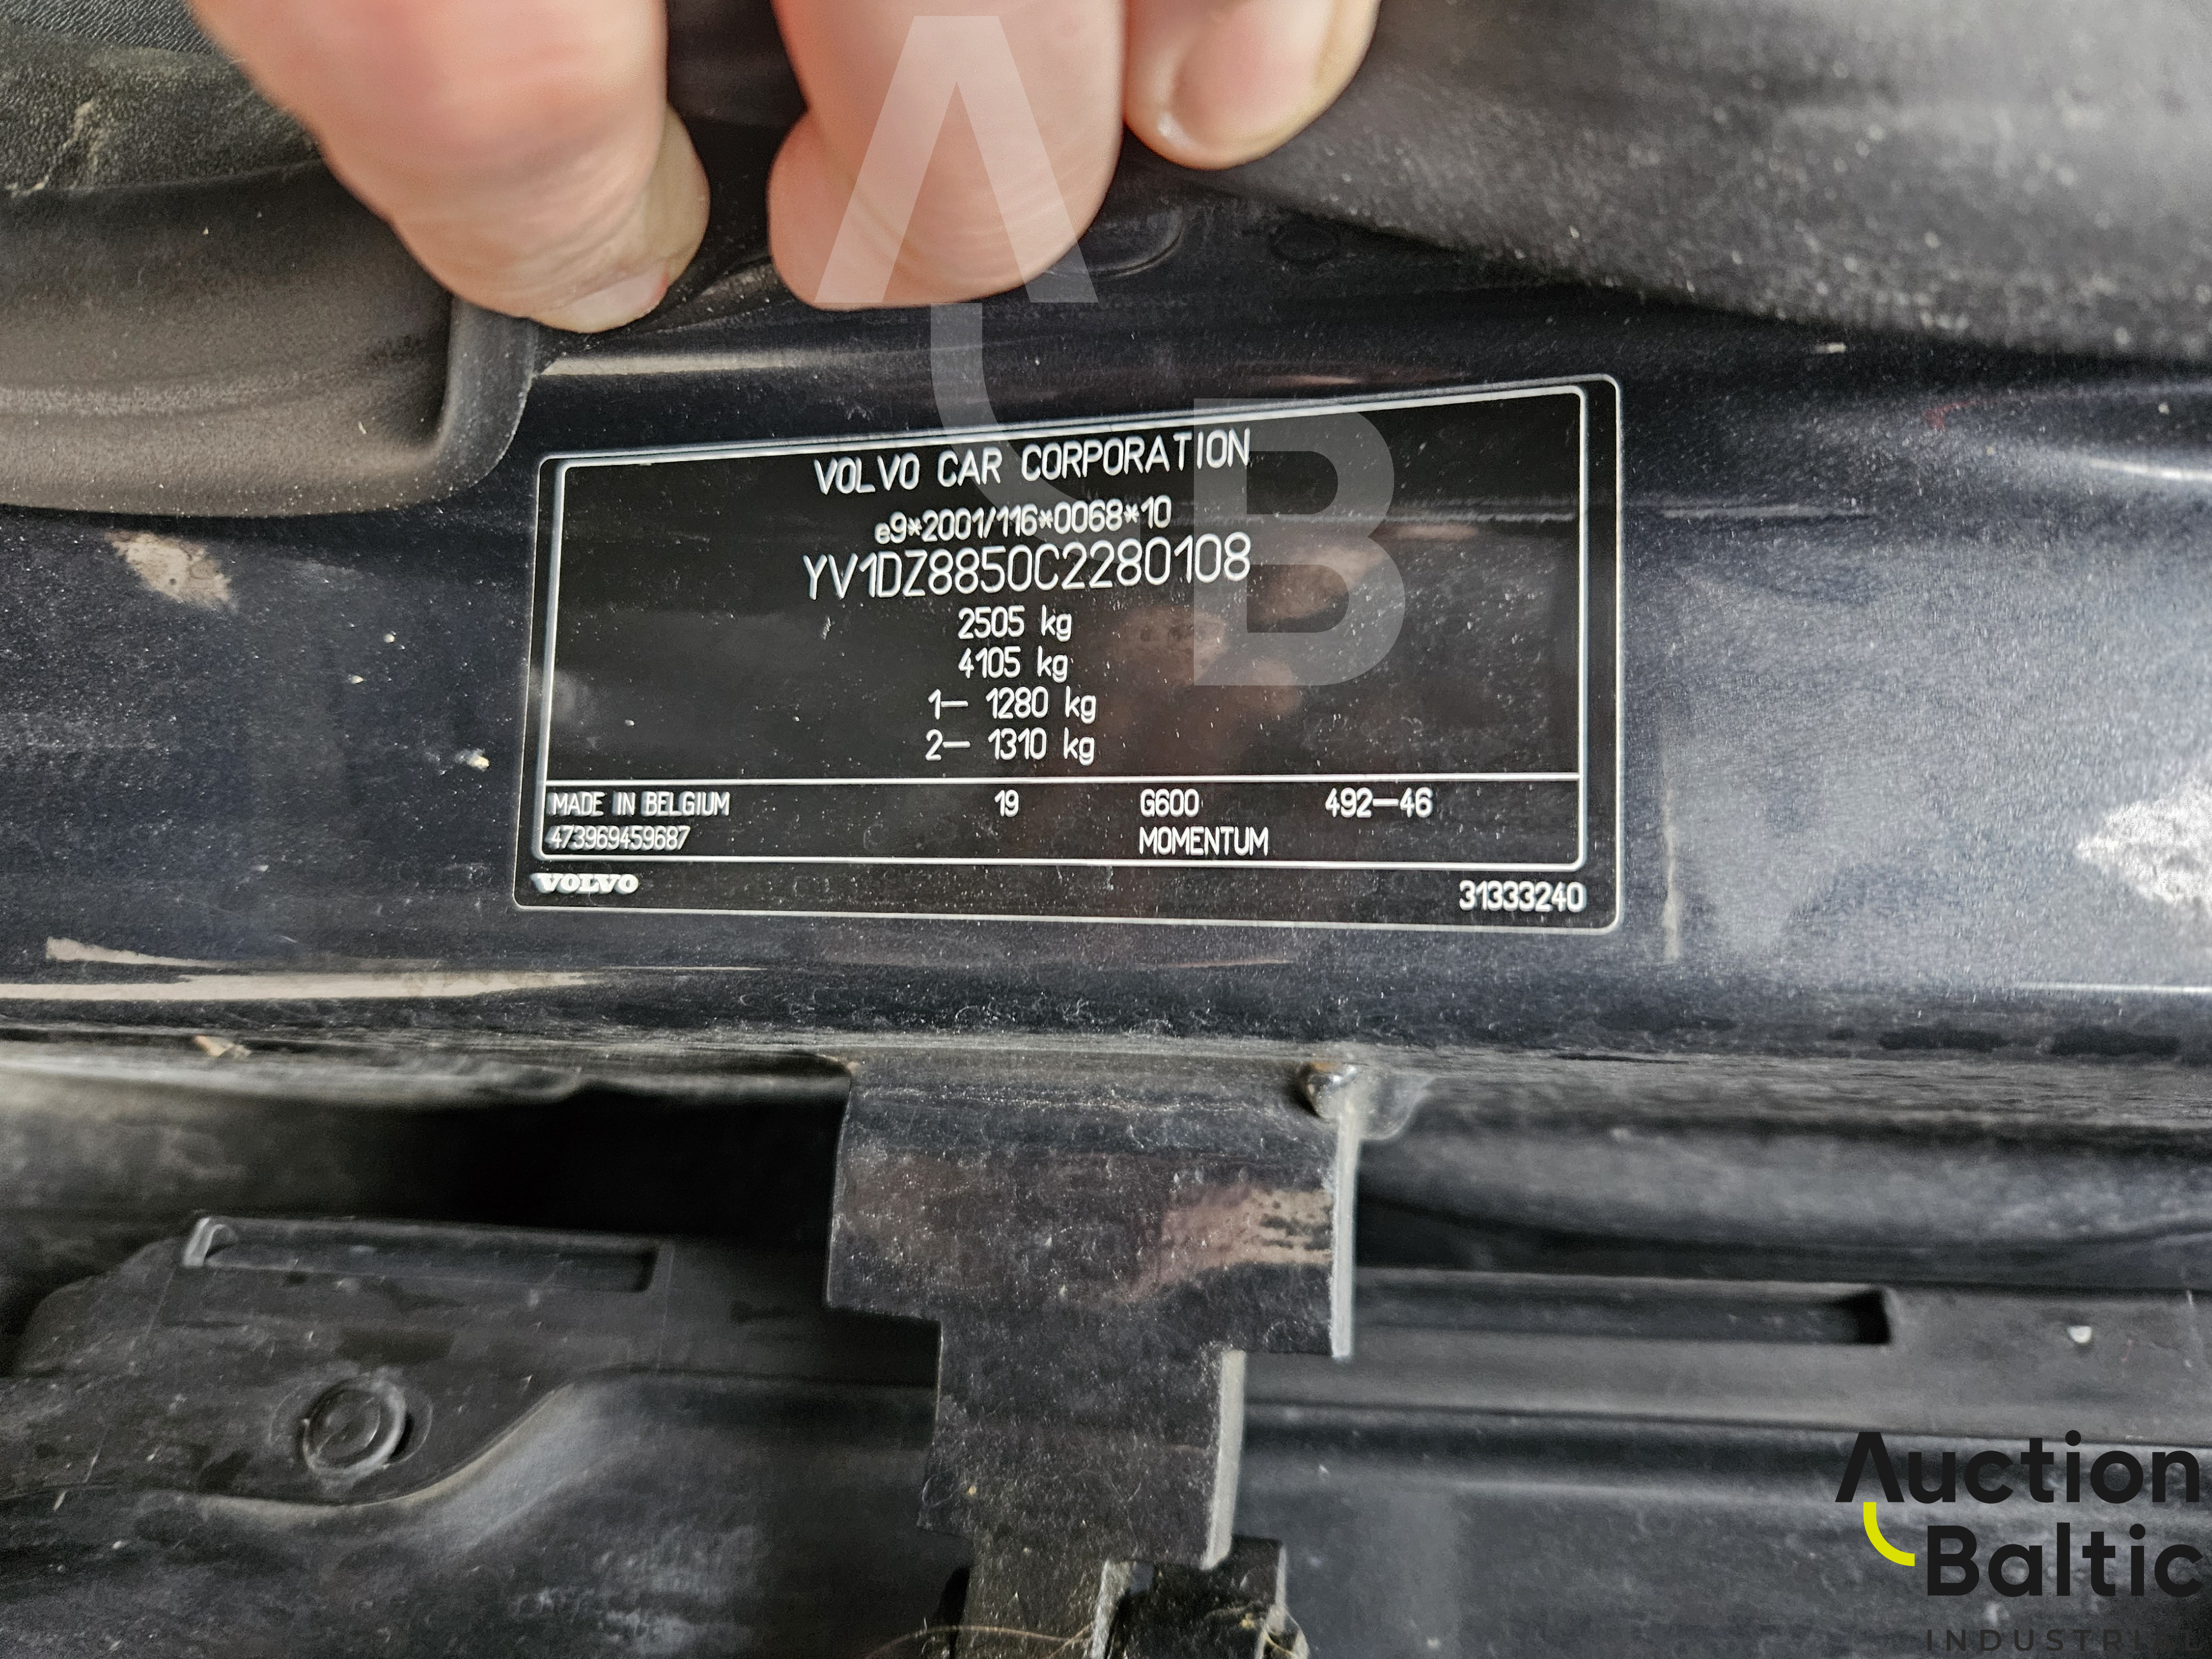 VOLVO CAR CORPORATION
e9*2001/116*0068*10
YV1DZ8850C2280108
2505 kg
4105 kg
1— 1280 kg
2— 1310 kg
MADE IN BELGIUM 19 G600 492—46
473969459687 MOMENTUM
VOLVO 31333240
AB
Auction
Baltic
INDUSTRIAL